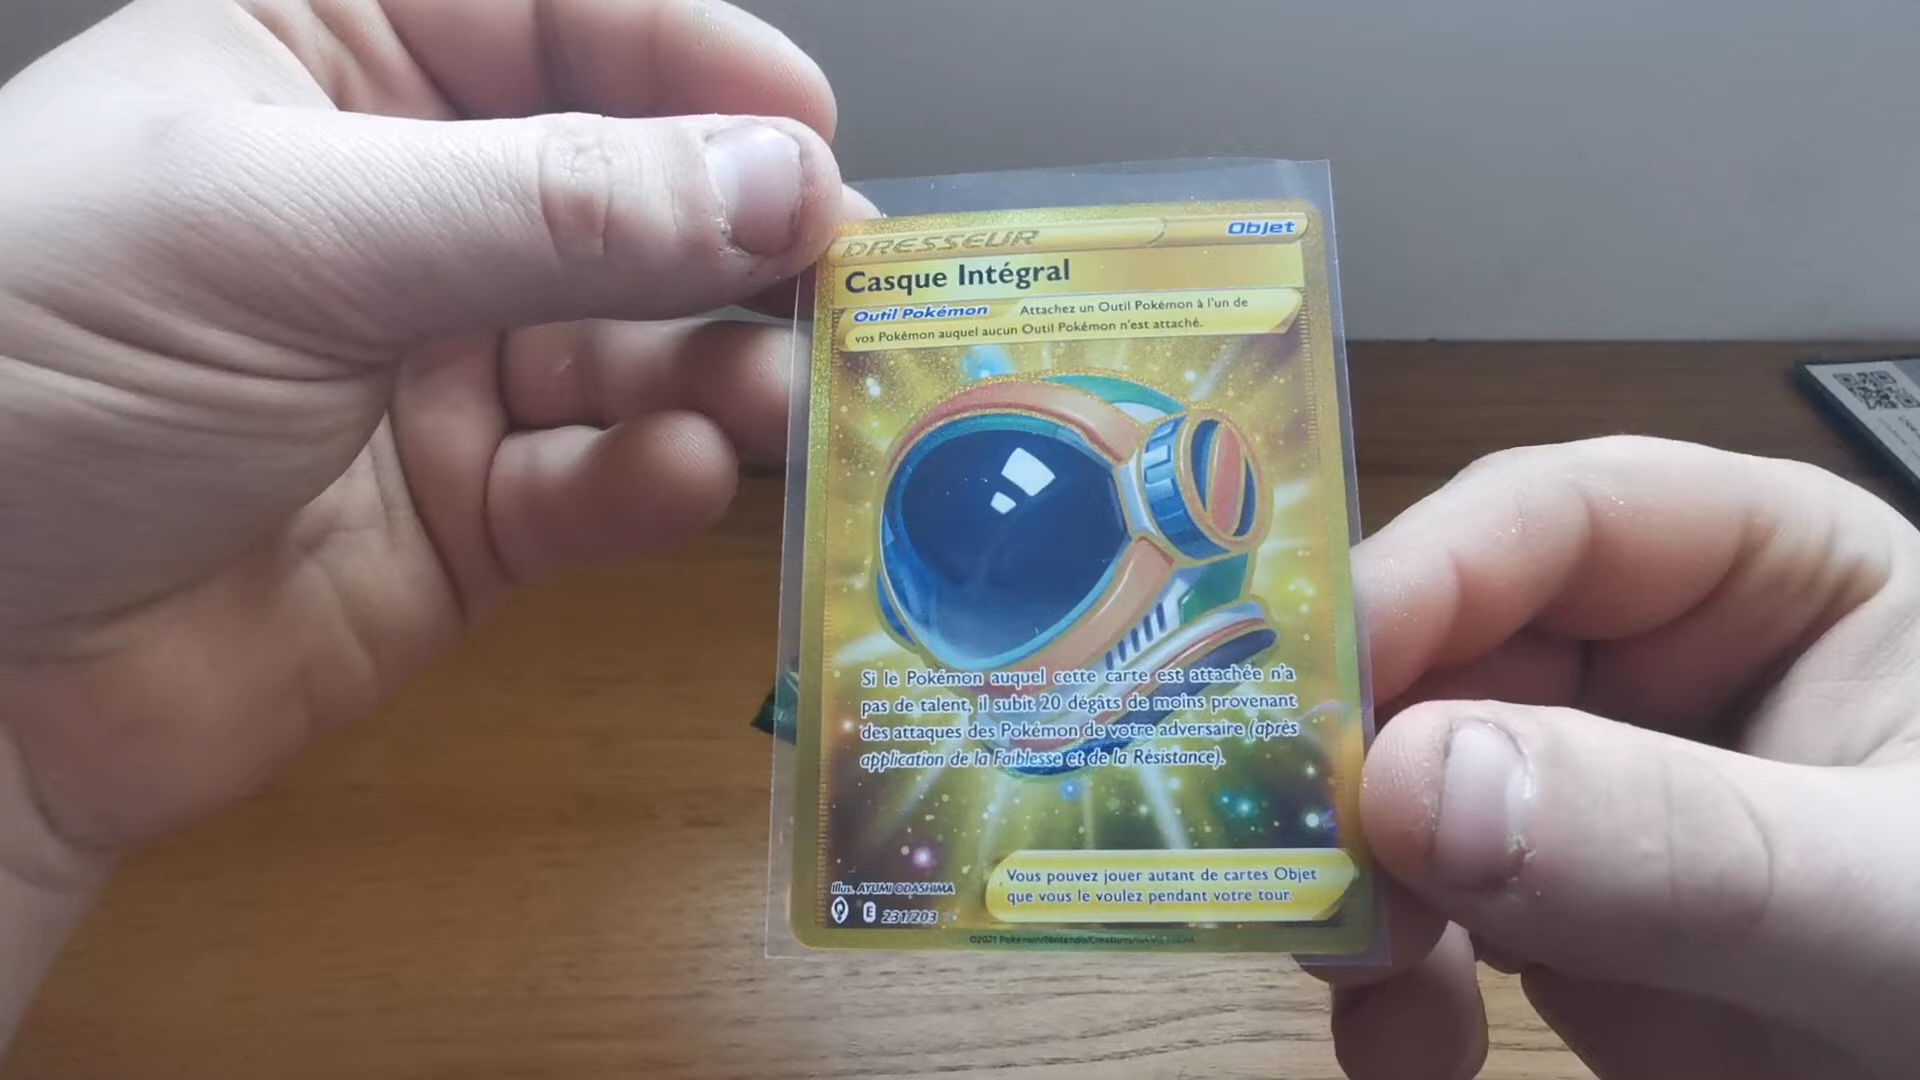 DRESSEUR
Objet
Casque Intégral
Outil Pokémon Attachez un Outil Pokémon à l'un de
vos Pokémon auquel aucun Outil Pokémon n'est attaché.
Si le Pokémon auquel cette carte est attachée n'a
pas de talent, il subit 20 dégâts de moins provenant
des attaques des Pokémon de votre adversaire (après
application de la Faiblesse et de la Résistance).
Vous pouvez jouer autant de cartes Objet
que vous le voulez pendant votre tour.
Illus. AYUMI ODASHIMA
E 231/203
©2021 Pokémon/Nintendo/Creatures